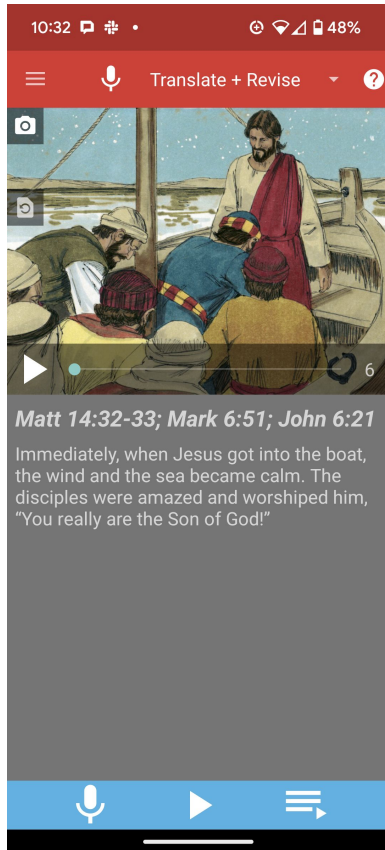 10:32
48%
Translate + Revise
?
6
Matt 14:32-33; Mark 6:51; John 6:21
Immediately, when Jesus got into the boat,
the wind and the sea became calm. The
disciples were amazed and worshiped him,
“You really are the Son of God!”